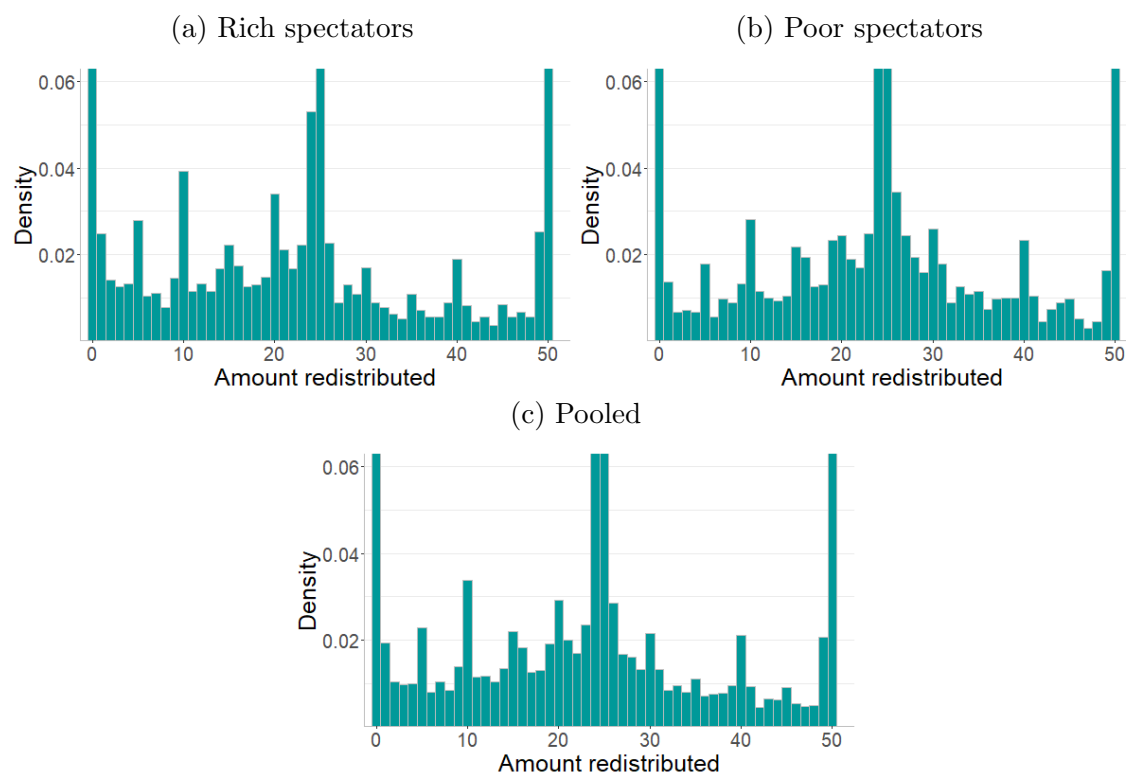 (a) Rich spectators
0.06
0.04
0.02
Density
0 10 20 30 40 50
Amount redistributed
(b) Poor spectators
0.06
0.04
0.02
Density
0 10 20 30 40 50
Amount redistributed
(c) Pooled
0.06
0.04
0.02
Density
0 10 20 30 40 50
Amount redistributed